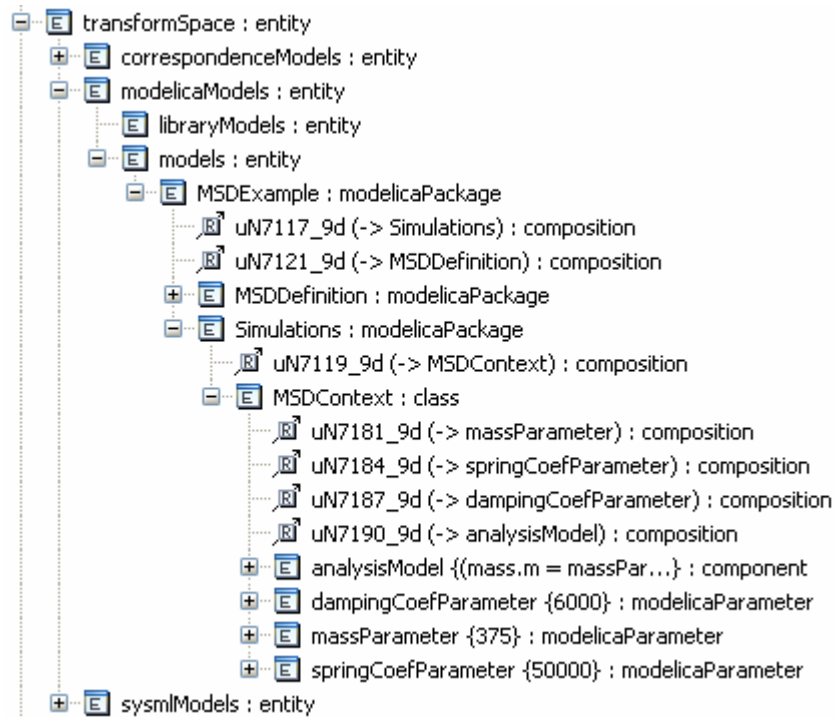 transformSpace : entity
correspondenceModels : entity
modelicaModels : entity
libraryModels : entity
models : entity
MSDExample : modelicaPackage
uN7117_9d (-> Simulations) : composition
uN7121_9d (-> MSDDefinition) : composition
MSDDefinition : modelicaPackage
Simulations : modelicaPackage
uN7119_9d (-> MSDContext) : composition
MSDContext : class
uN7181_9d (-> massParameter) : composition
uN7184_9d (-> springCoefParameter) : composition
uN7187_9d (-> dampingCoefParameter) : composition
uN7190_9d (-> analysisModel) : composition
analysisModel {(mass.m = massPar...} : component
dampingCoefParameter {6000} : modelicaParameter
massParameter {375} : modelicaParameter
springCoefParameter {50000} : modelicaParameter
sysmlModels : entity